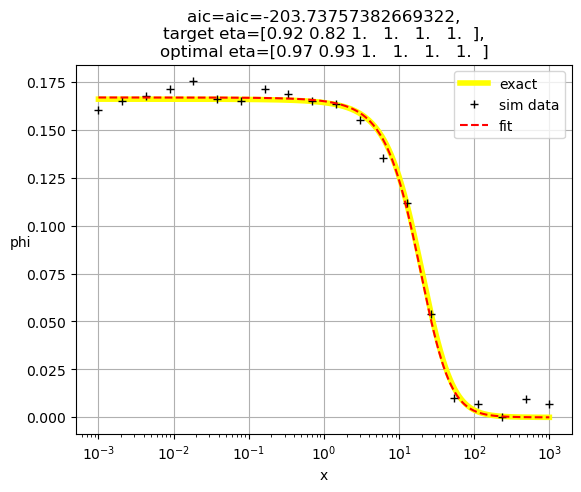 aic=aic=-203.73757382669322,
target eta=[0.92 0.82 1. 1. 1. 1. ],
optimal eta=[0.97 0.93 1. 1. 1. 1. ]
exact
sim data
fit
0.175
0.150
0.125
0.100
phi
0.075
0.050
0.025
0.000
10⁻³ 10⁻² 10⁻¹ 10⁰ 10¹ 10² 10³
x